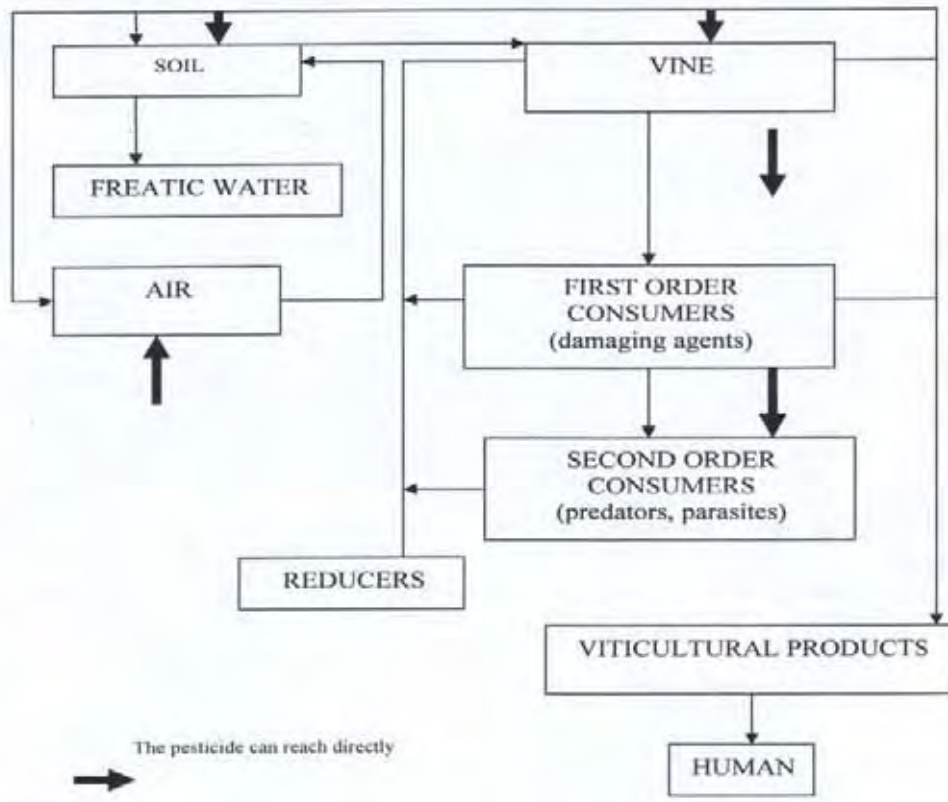 SOIL
VINE
FREATIC WATER
AIR
FIRST ORDER
CONSUMERS
(damaging agents)
SECOND ORDER
CONSUMERS
(predators, parasites)
REDUCERS
VITICULTURAL PRODUCTS
HUMAN
The pesticide can reach directly